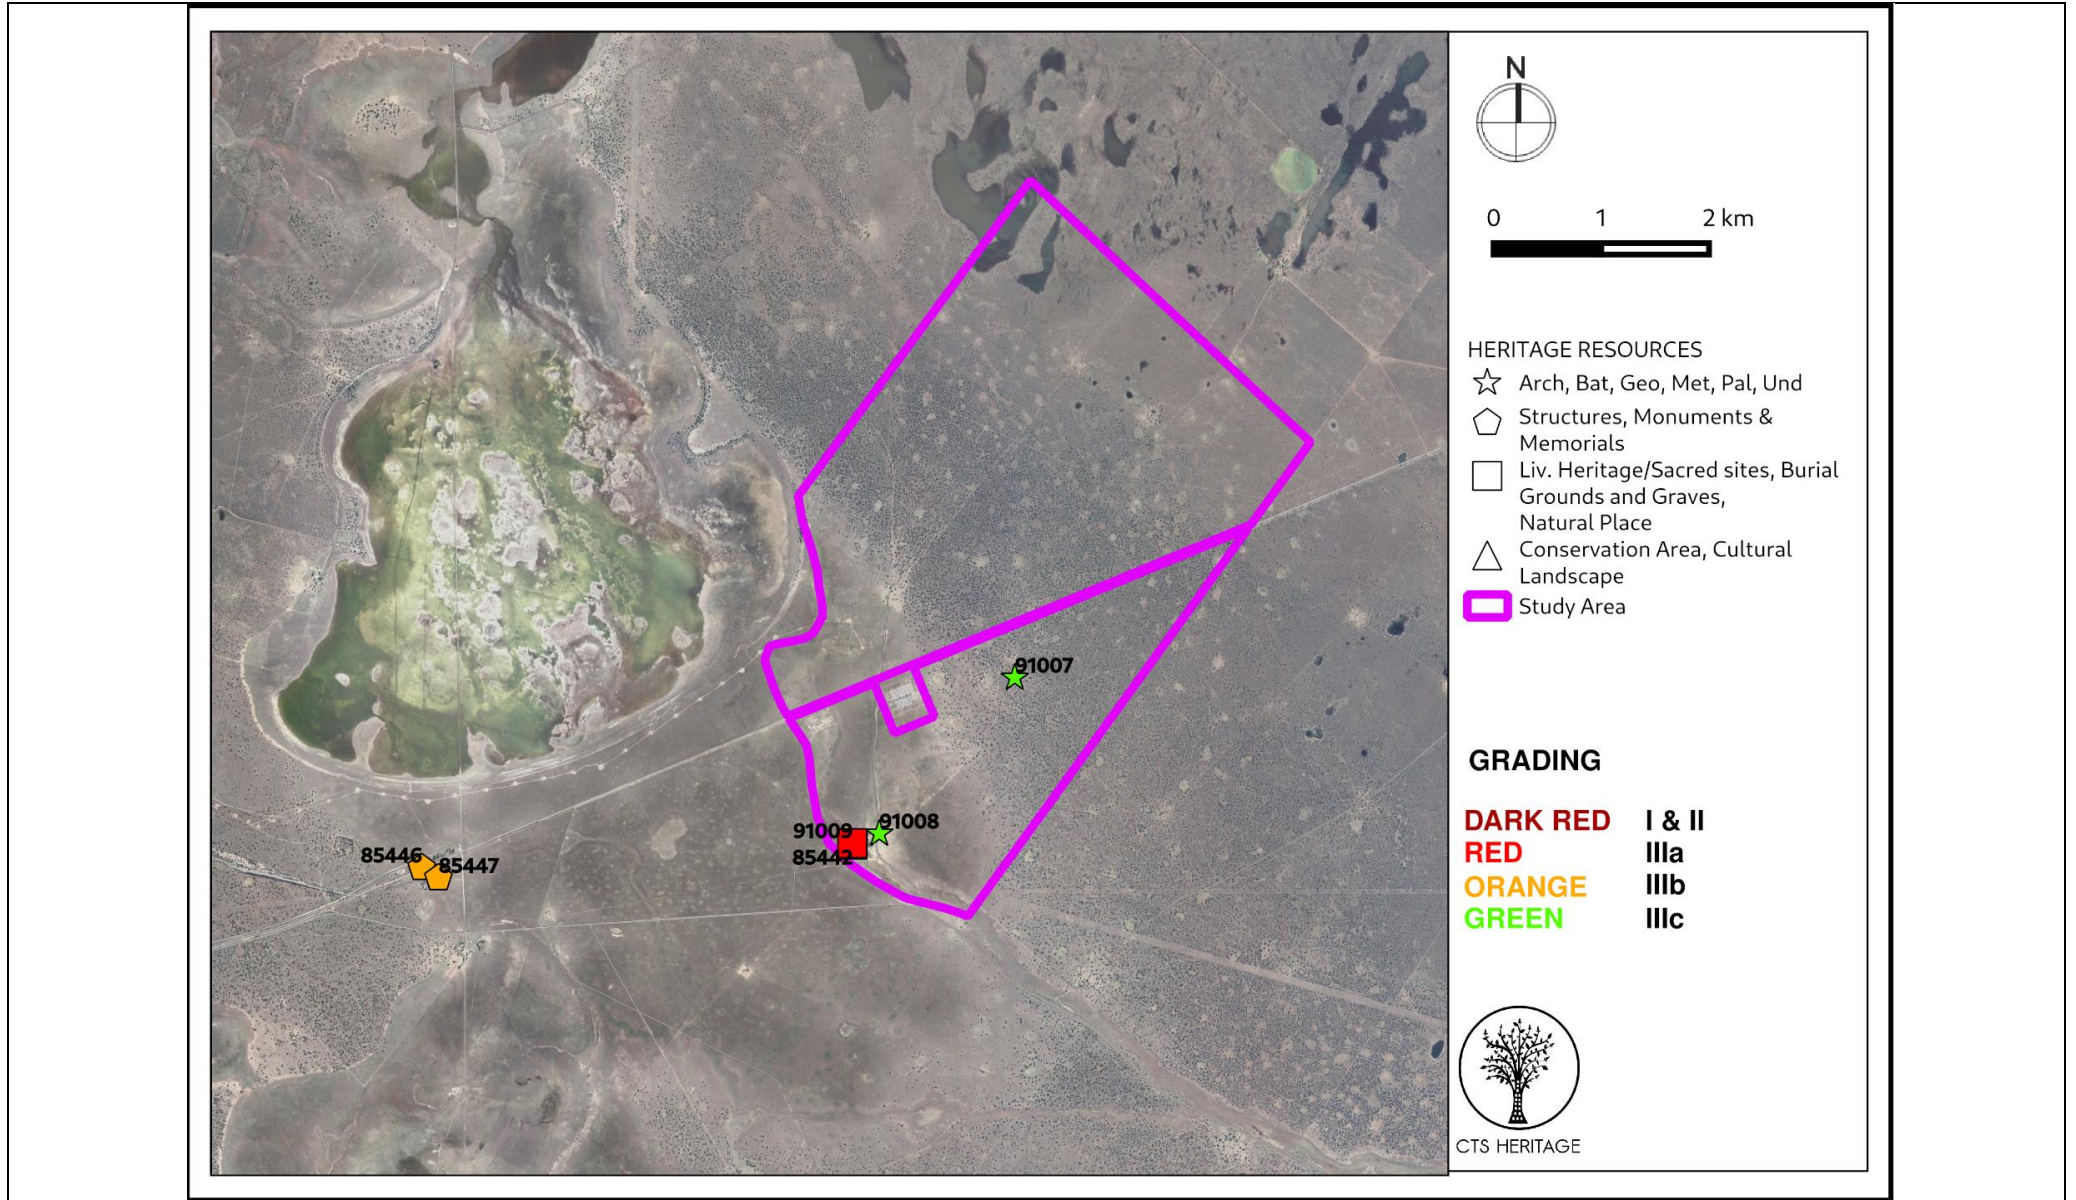 N
0 1 2 km
HERITAGE RESOURCES
Arch, Bat, Geo, Met, Pal, Und
Structures, Monuments &
Memorials
Liv. Heritage/Sacred sites, Burial
Grounds and Graves,
Natural Place
Conservation Area, Cultural
Landscape
Study Area
91007
91008
91009
85442
85446
85447
GRADING
DARK RED I & II
RED IIIa
ORANGE IIIb
GREEN IIIc
CTS HERITAGE